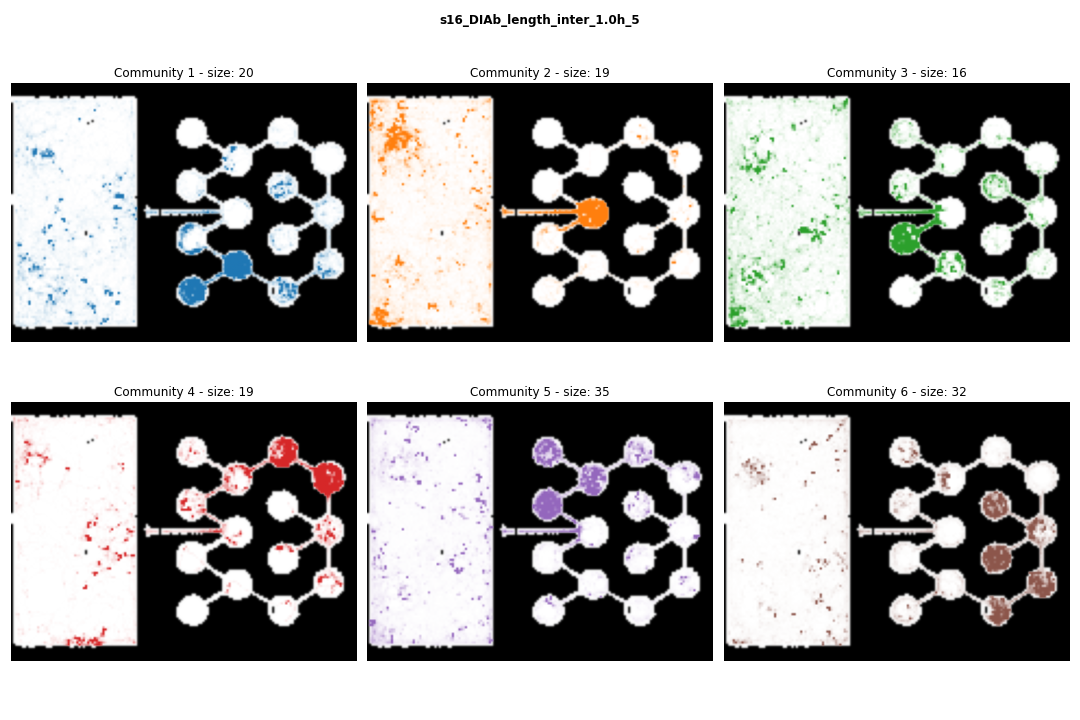 s16_DIAb_length_inter_1.0h_5
Community 1 - size: 20
Community 2 - size: 19
Community 3 - size: 16
Community 4 - size: 19
Community 5 - size: 35
Community 6 - size: 32